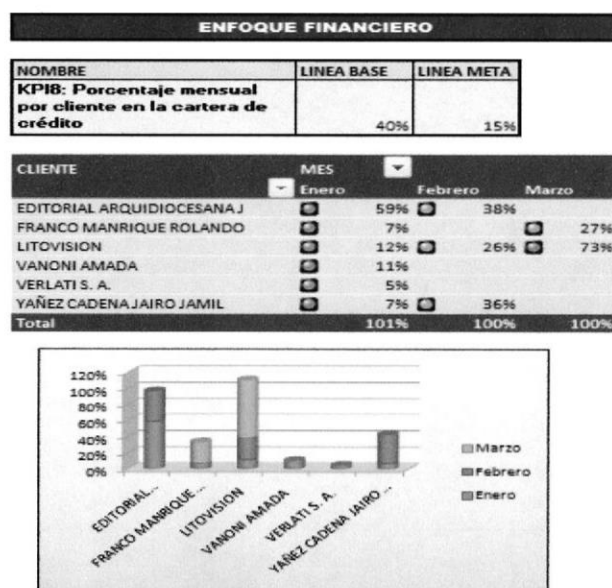 ENFOQUE FINANCIERO
NOMBRE LINEA BASE LINEA META
KPI8: Porcentaje mensual
por cliente en la cartera de
crédito 40% 15%
CLIENTE MES
Enero Febrero Marzo
EDITORIAL ARQUIDIOCESANA J 59% 38%
FRANCO MANRIQUE ROLANDO 7% 27%
LITOVISION 12% 26% 73%
VANONI AMADA 11%
VERLATI S. A. 5%
YAÑEZ CADENA JAIRO JAMIL 7% 36%
Total 101% 100% 100%
120%
100%
80%
60%
40%
20%
0%
EDITORIAL...
FRANCO MANRIQUE...
LITOVISION
VANONI AMADA
VERLATI S. A.
YAÑEZ CADENA JAIRO...
Marzo
Febrero
Enero